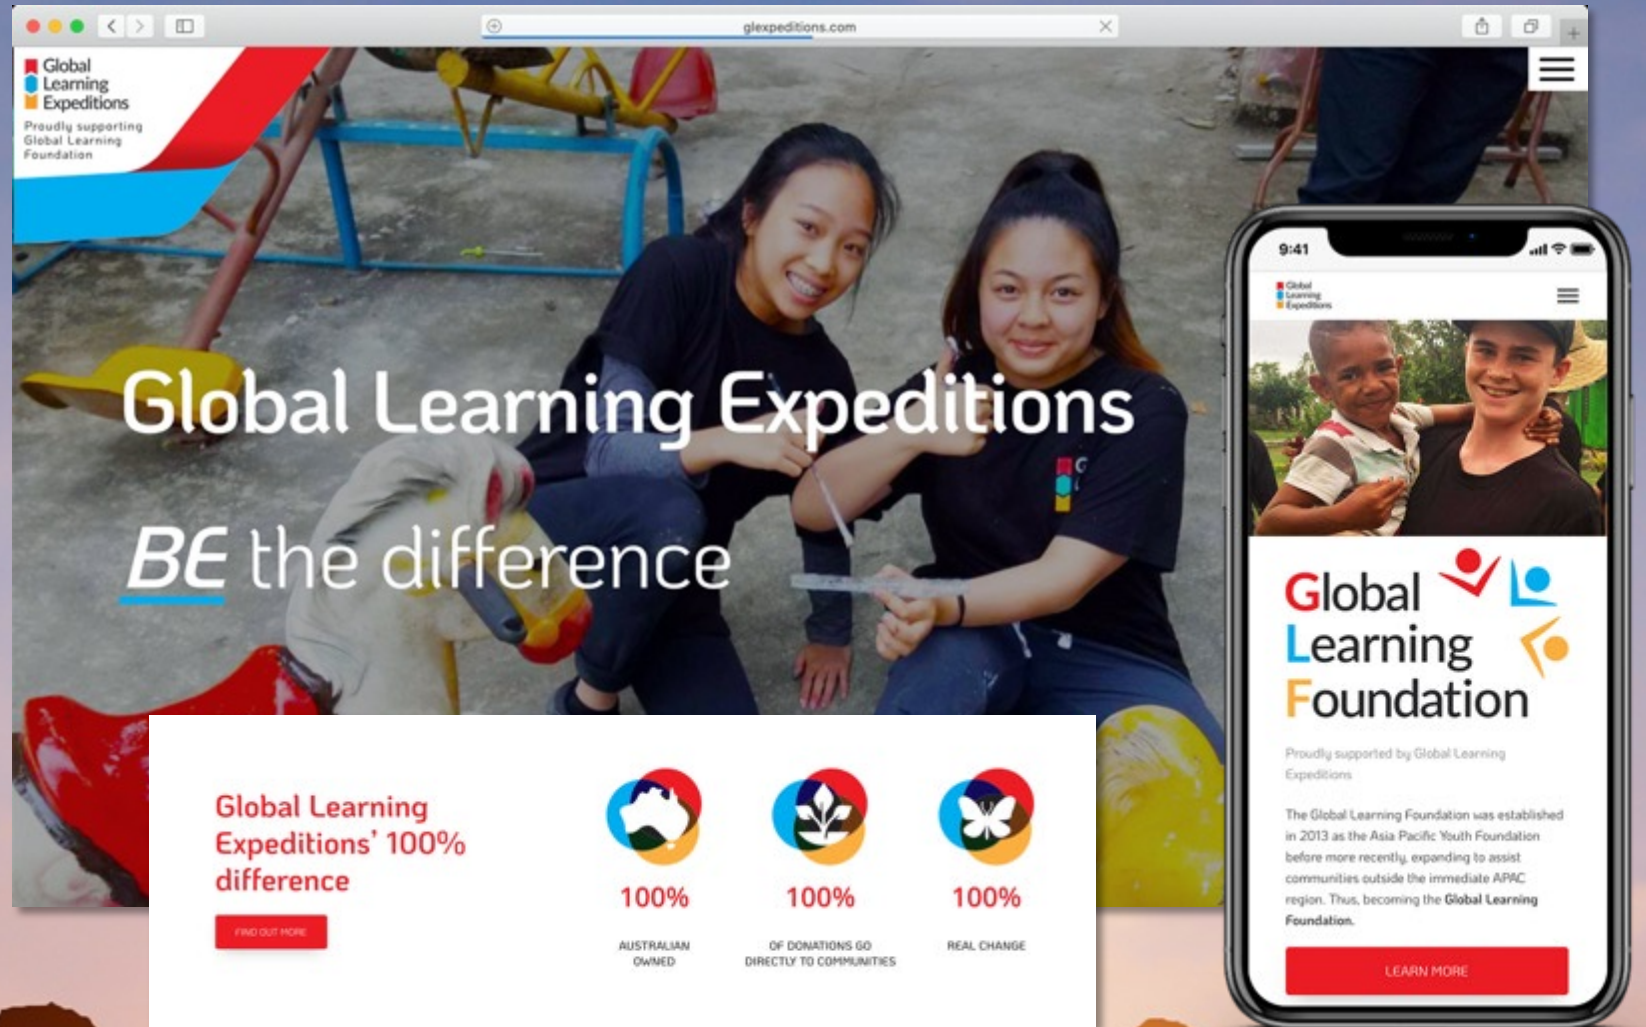 glexpeditions.com
Global
Learning
Expeditions
Proudly supporting
Global Learning
Foundation
Global Learning Expeditions
BE the difference
G
L
Global Learning
Expeditions' 100%
difference
FIND OUT MORE
100%
AUSTRALIAN
OWNED
100%
OF DONATIONS GO
DIRECTLY TO COMMUNITIES
100%
REAL CHANGE
9:41
Global
Learning
Expeditions
Global
Learning
Foundation
Proudly supported by Global Learning
Expeditions
The Global Learning Foundation was established
in 2013 as the Asia Pacific Youth Foundation
before more recently, expanding to assist
communities outside the immediate APAC
region. Thus, becoming the Global Learning
Foundation.
LEARN MORE